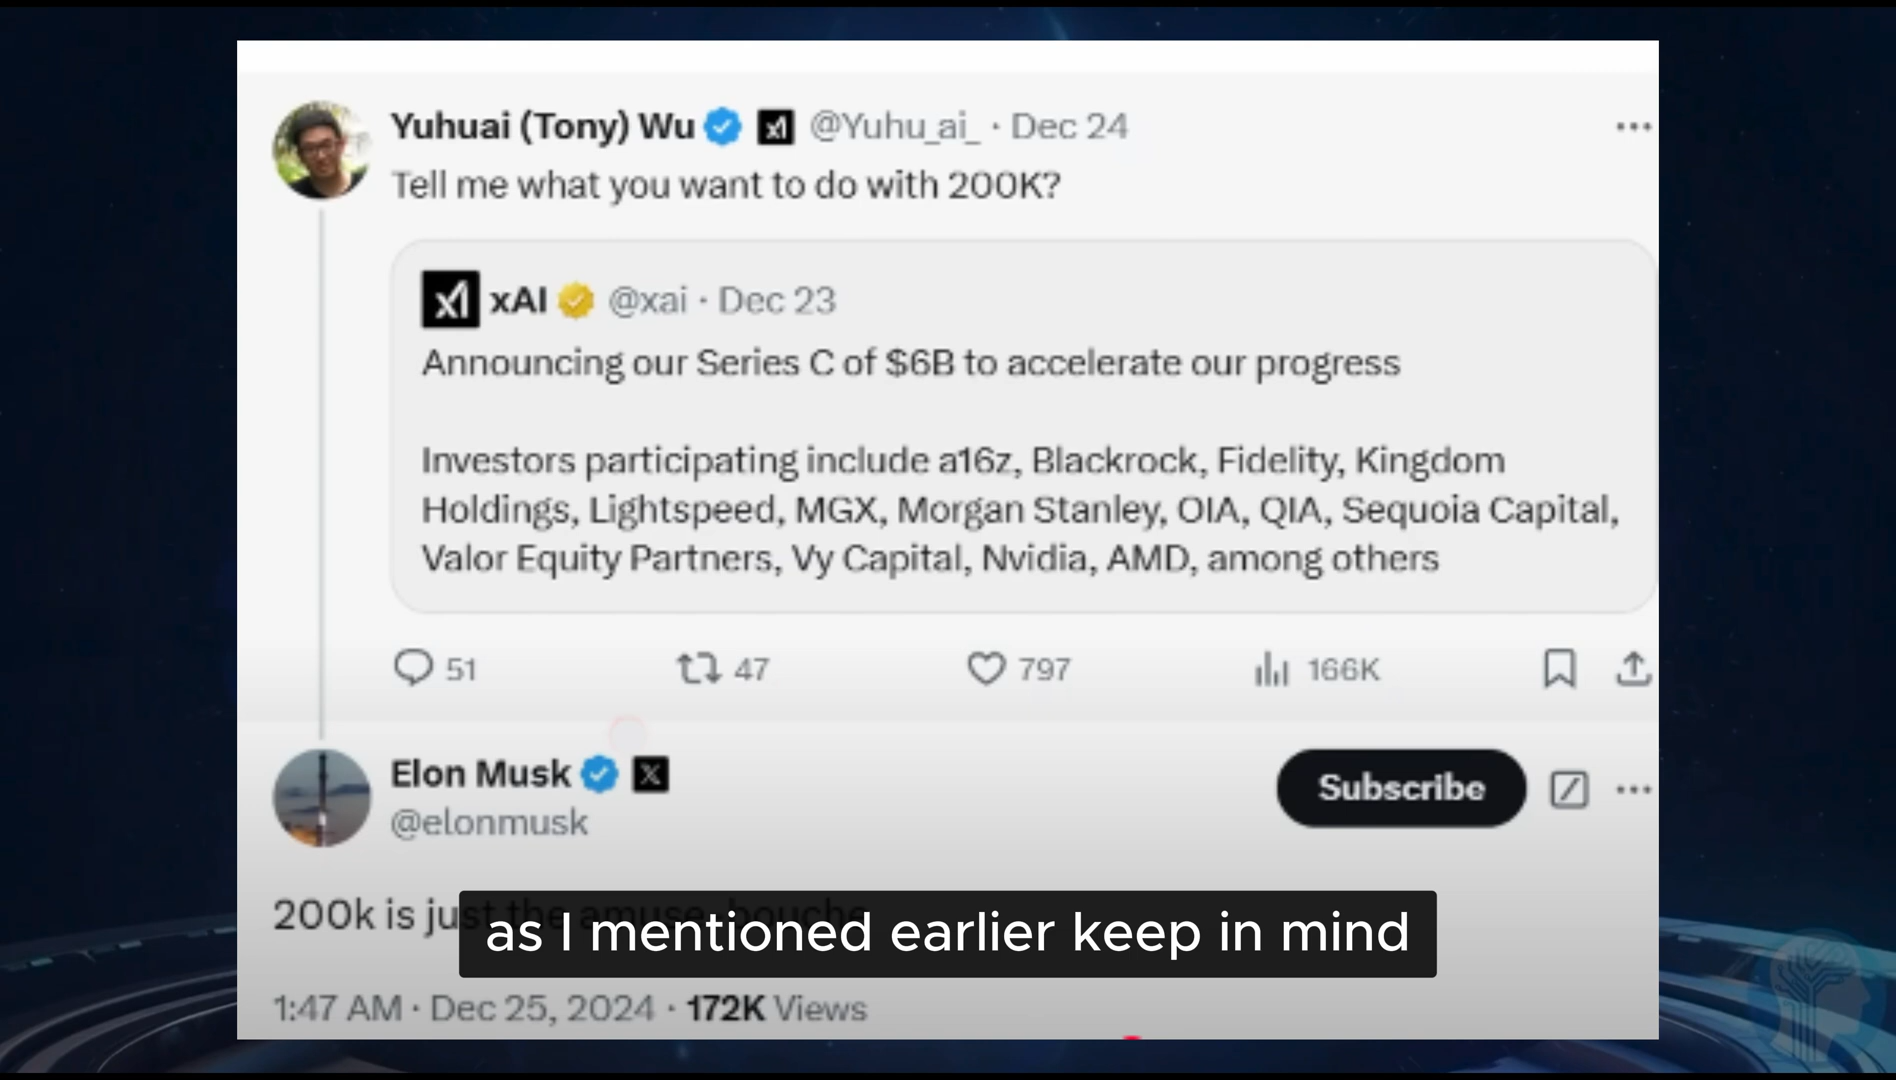 Yuhuai (Tony) Wu @Yuhu_ai_ · Dec 24
Tell me what you want to do with 200K?
xAI @xai · Dec 23
Announcing our Series C of $6B to accelerate our progress
Investors participating include a16z, Blackrock, Fidelity, Kingdom
Holdings, Lightspeed, MGX, Morgan Stanley, OIA, QIA, Sequoia Capital,
Valor Equity Partners, Vy Capital, Nvidia, AMD, among others
51 47 797 166K
Elon Musk
@elonmusk
Subscribe
200k is just the amuse-bouche
as I mentioned earlier keep in mind
1:47 AM · Dec 25, 2024 · 172K Views